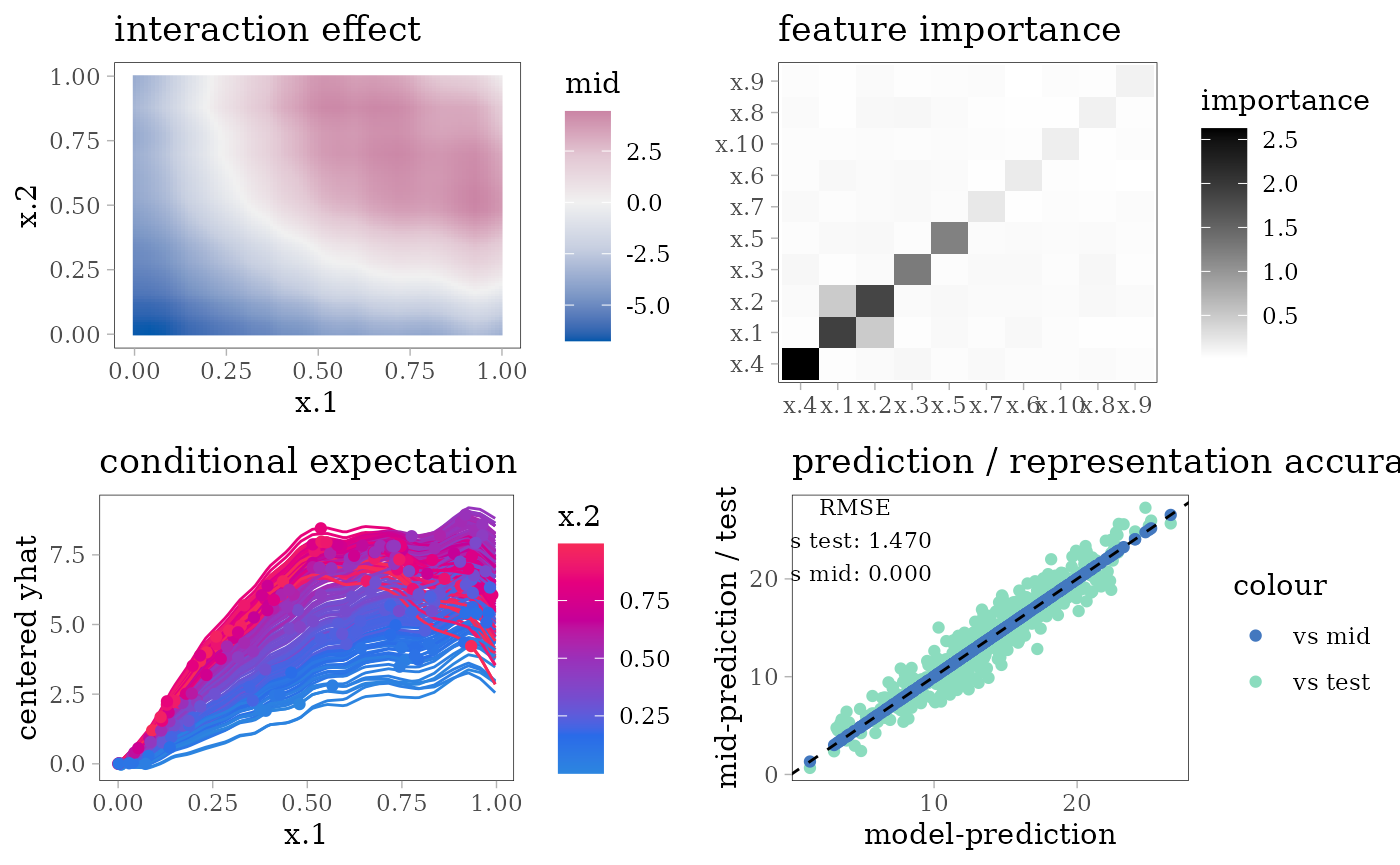 interaction effect
1.00
0.75
0.50
0.25
0.00
x.2
0.00 0.25 0.50 0.75 1.00
x.1
mid
2.5
0.0
-2.5
-5.0
feature importance
x.9
x.8
x.10
x.6
x.7
x.5
x.3
x.2
x.1
x.4
x.4 x.1 x.2 x.3 x.5 x.7 x.6 x.10 x.8 x.9
importance
2.5
2.0
1.5
1.0
0.5
conditional expectation
7.5
5.0
2.5
0.0
centered yhat
0.00 0.25 0.50 0.75 1.00
x.1
x.2
0.75
0.50
0.25
prediction / representation accura
RMSE
s test: 1.470
s mid: 0.000
20
10
0
mid-prediction / test
10 20
model-prediction
colour
vs mid
vs test